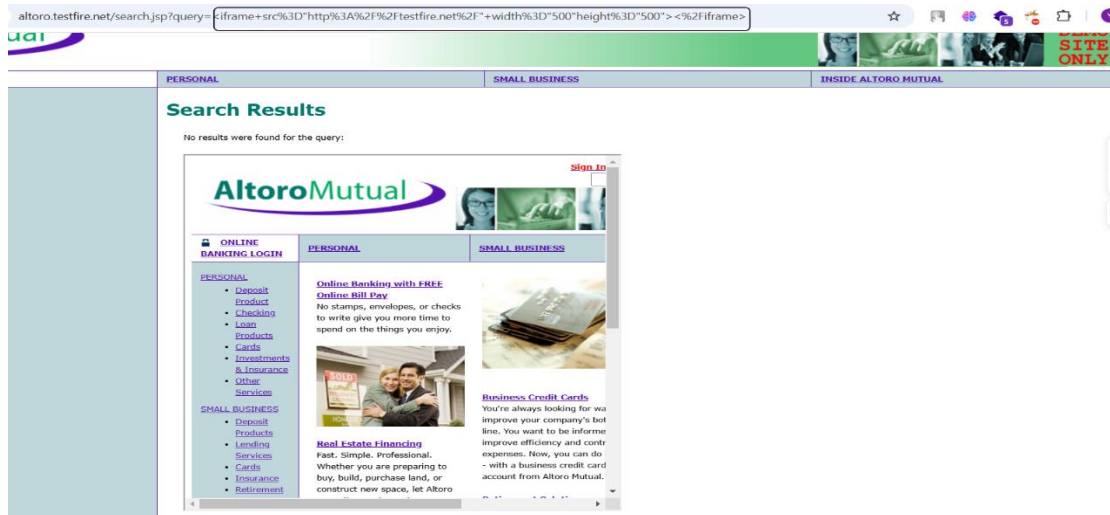 altoro.testfire.net/search.jsp?query=<iframe+src%3D"http%3A%2F%2Ftestfire.net%2F"+width%3D"500"height%3D"500"><%2Fiframe>
SITE
ONLY
PERSONAL
SMALL BUSINESS
INSIDE ALTORO MUTUAL
Search Results
No results were found for the query:
Sign In
AltoroMutual
ONLINE
BANKING LOGIN
PERSONAL
SMALL BUSINESS
PERSONAL
• Deposit
Product
• Checking
• Loan
Products
• Cards
• Investments
& Insurance
• Other
Services
SMALL BUSINESS
• Deposit
Products
• Lending
Services
• Cards
• Insurance
• Retirement
Online Banking with FREE
Online Bill Pay
No stamps, envelopes, or checks
to write give you more time to
spend on the things you enjoy.
SOLD
Real Estate Financing
Fast. Simple. Professional.
Whether you are preparing to
buy, build, purchase land, or
construct new space, let Altoro
Business Credit Cards
You're always looking for wa
improve your company's bot
line. You want to be informe
improve efficiency and contr
expenses. Now, you can do
- with a business credit card
account from Altoro Mutual.